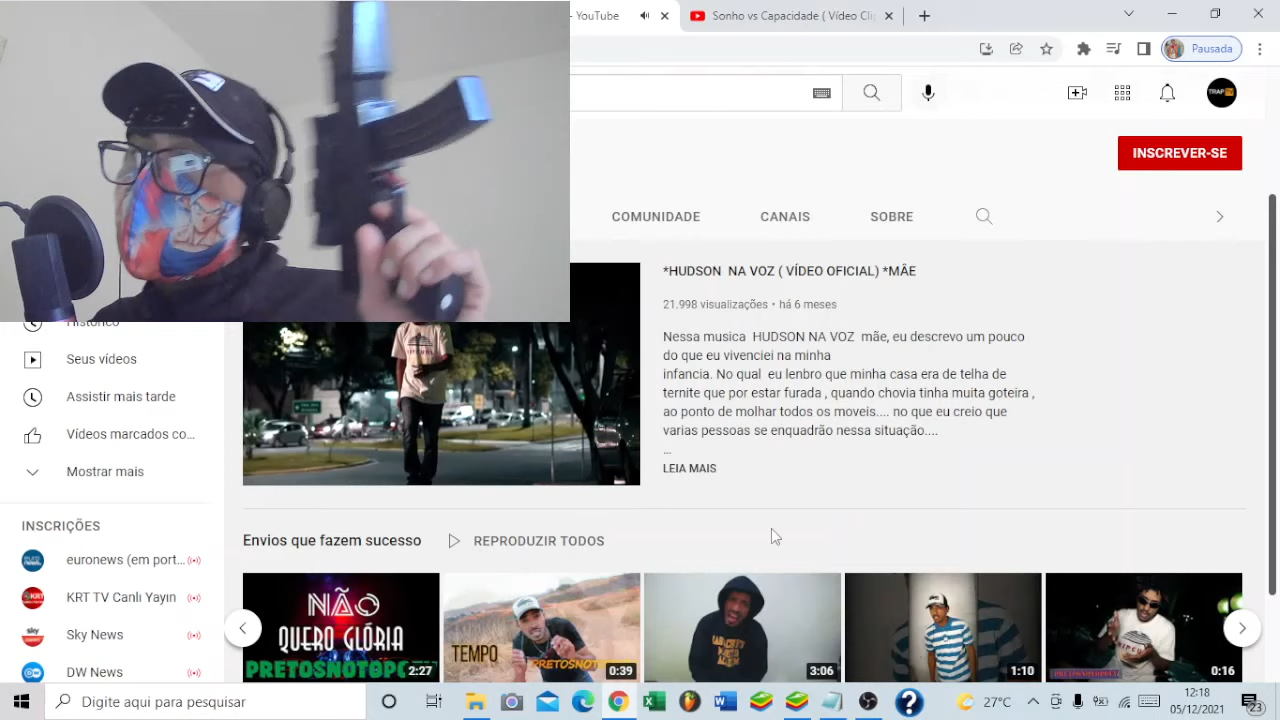 YouTube
Sonho vs Capacidade ( Vídeo Cli
Pausada
TRAP TV
INSCREVER-SE
COMUNIDADE
CANAIS
SOBRE
*HUDSON NA VOZ ( VÍDEO OFICIAL) *MÃE
21.998 visualizações • há 6 meses
Nessa musica HUDSON NA VOZ mãe, eu descrevo um pouco
do que eu vivenciei na minha
infancia. No qual eu lenbro que minha casa era de telha de
ternite que por estar furada , quando chovia tinha muita goteira ,
ao ponto de molhar todos os moveis.... no que eu creio que
varias pessoas se enquadrão nessa situação....
...
LEIA MAIS
Histórico
Seus vídeos
Assistir mais tarde
Vídeos marcados co...
Mostrar mais
INSCRIÇÕES
euronews (em port...
KRT TV Canlı Yayın
Sky News
DW News
Envios que fazem sucesso
REPRODUZIR TODOS
NÃO
QUERO GLÓRIA
PRETOSNOTOPO
2:27
TEMPO
PRETOSNOT
0:39
3:06
1:10
0:16
Digite aqui para pesquisar
27°C
12:18
23